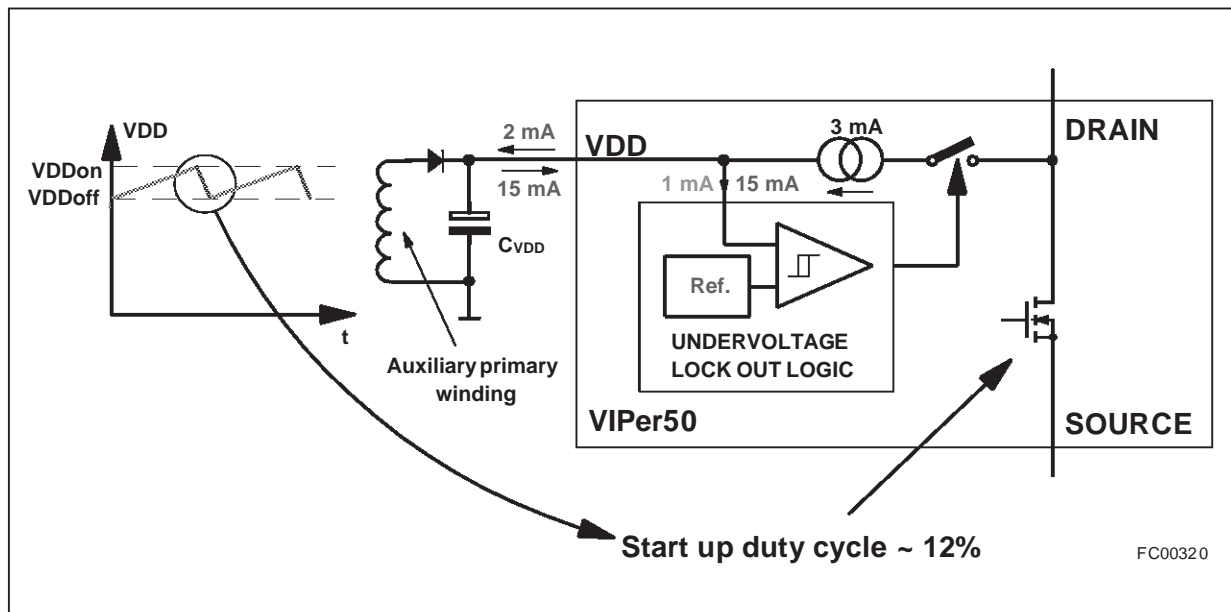 VDD
VDDon
VDDoff
t
2 mA
15 mA
CVDD
Auxiliary primary
winding
VDD
3 mA
1 mA
15 mA
DRAIN
Ref.
UNDERVOLTAGE
LOCK OUT LOGIC
VIPer50
SOURCE
Start up duty cycle ~ 12%
FC00320